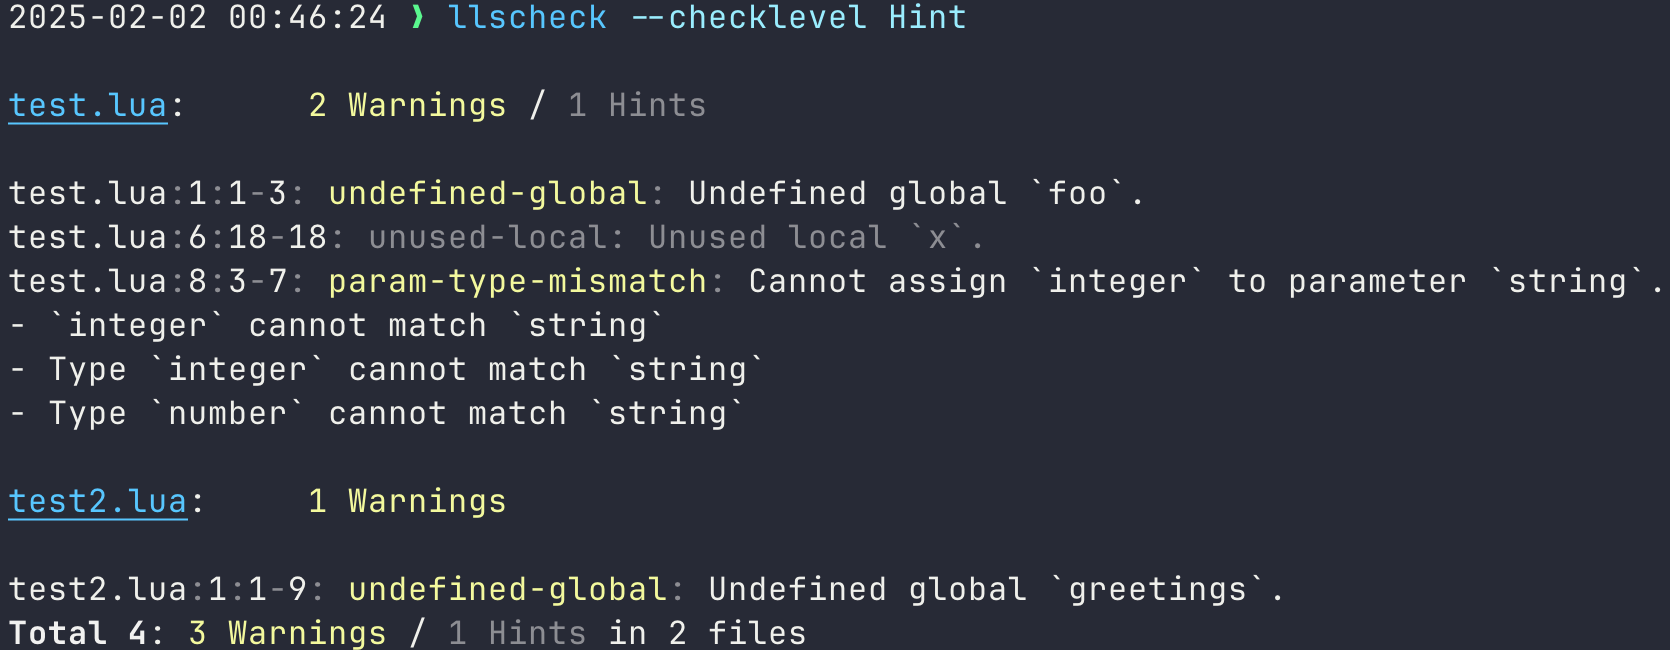 2025-02-02 00:46:24 ❯ llscheck --checklevel Hint
test.lua: 2 Warnings / 1 Hints
test.lua:1:1-3: undefined-global: Undefined global `foo`.
test.lua:6:18-18: unused-local: Unused local `x`.
test.lua:8:3-7: param-type-mismatch: Cannot assign `integer` to parameter `string`.
- `integer` cannot match `string`
- Type `integer` cannot match `string`
- Type `number` cannot match `string`
test2.lua: 1 Warnings
test2.lua:1:1-9: undefined-global: Undefined global `greetings`.
Total 4: 3 Warnings / 1 Hints in 2 files